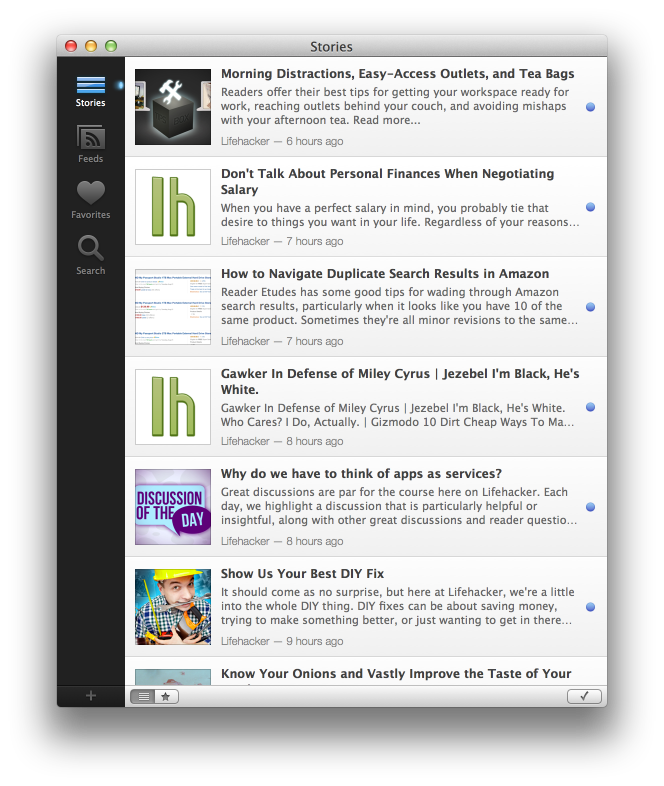 Stories
Stories
Feeds
Favorites
Search
Morning Distractions, Easy-Access Outlets, and Tea Bags
Readers offer their best tips for getting your workspace ready for
work, reaching outlets behind your couch, and avoiding mishaps
with your afternoon tea. Read more...
Lifehacker — 6 hours ago
lh
Don't Talk About Personal Finances When Negotiating
Salary
When you have a perfect salary in mind, you probably tie that
desire to things you want in your life. Regardless of your reasons...
Lifehacker — 7 hours ago
How to Navigate Duplicate Search Results in Amazon
Reader Etudes has some good tips for wading through Amazon
search results, particularly when it looks like you have 10 of the
same product. Sometimes they're all minor revisions to the same...
Lifehacker — 7 hours ago
lh
Gawker In Defense of Miley Cyrus | Jezebel I'm Black, He's
White.
Gawker In Defense of Miley Cyrus | Jezebel I'm Black, He's White.
Who Cares? I Do, Actually. | Gizmodo 10 Dirt Cheap Ways To Ma...
Lifehacker — 8 hours ago
DISCUSSION
OF THE
DAY
Why do we have to think of apps as services?
Great discussions are par for the course here on Lifehacker. Each
day, we highlight a discussion that is particularly helpful or
insightful, along with other great discussions and reader questio...
Lifehacker — 8 hours ago
Show Us Your Best DIY Fix
It should come as no surprise, but here at Lifehacker, we're a little
into the whole DIY thing. DIY fixes can be about saving money,
trying to make something better, or just wanting to get in there...
Lifehacker — 9 hours ago
Know Your Onions and Vastly Improve the Taste of Your